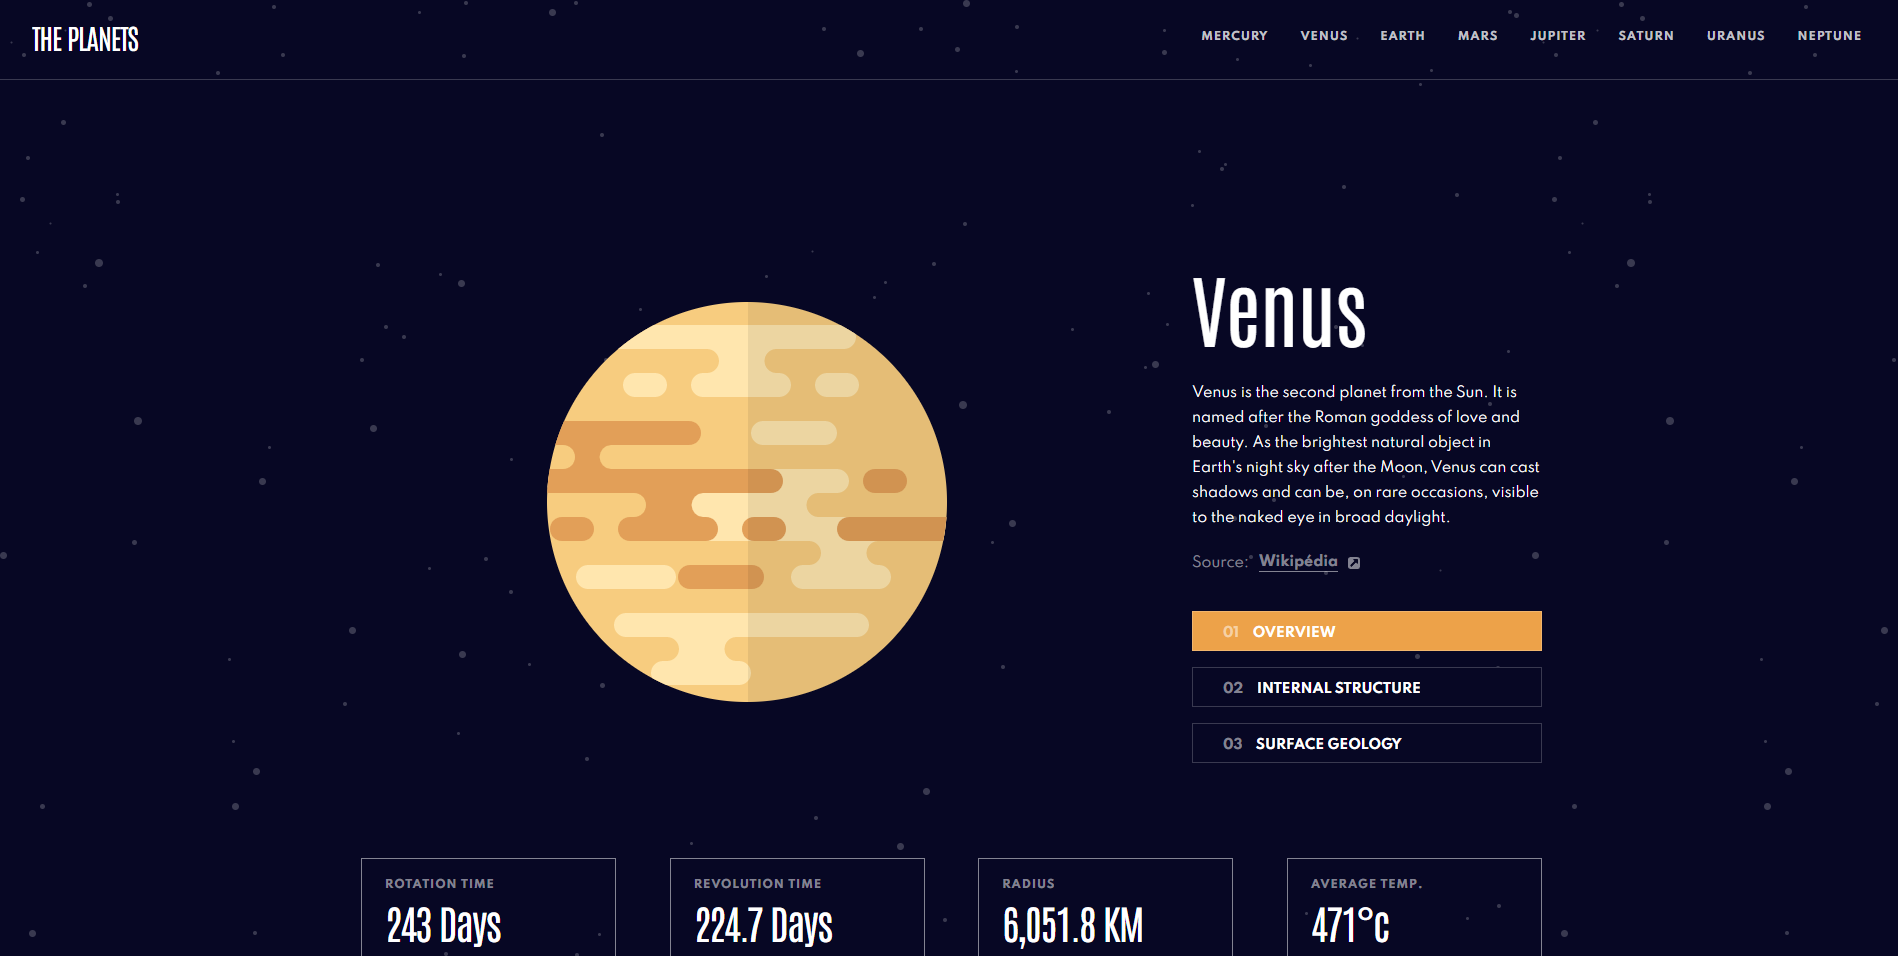 THE PLANETS
MERCURY VENUS EARTH MARS JUPITER SATURN URANUS NEPTUNE
Venus
Venus is the second planet from the Sun. It is
named after the Roman goddess of love and
beauty. As the brightest natural object in
Earth's night sky after the Moon, Venus can cast
shadows and can be, on rare occasions, visible
to the naked eye in broad daylight.
Source: Wikipédia
01 OVERVIEW
02 INTERNAL STRUCTURE
03 SURFACE GEOLOGY
ROTATION TIME
243 Days
REVOLUTION TIME
224.7 Days
RADIUS
6,051.8 KM
AVERAGE TEMP.
471°c